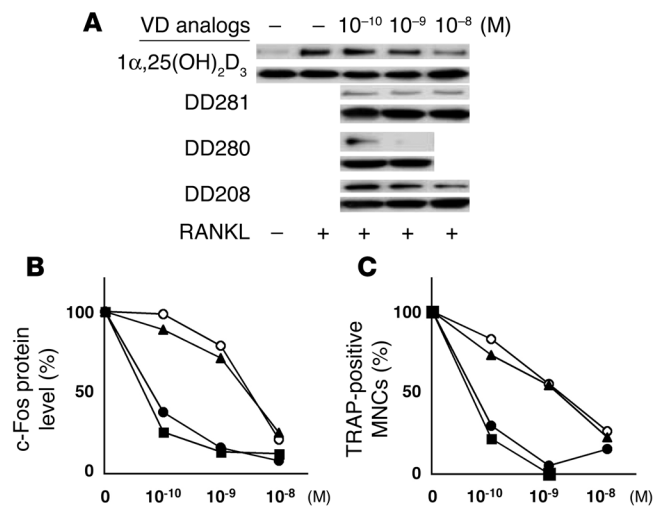 A
VD analogs – – 10⁻¹⁰ 10⁻⁹ 10⁻⁸ (M)
1α,25(OH)₂D₃
DD281
DD280
DD208
RANKL – + + + +
B
c-Fos protein level (%)
100
50
0
0 10⁻¹⁰ 10⁻⁹ 10⁻⁸ (M)
C
TRAP-positive MNCs (%)
100
50
0
0 10⁻¹⁰ 10⁻⁹ 10⁻⁸ (M)